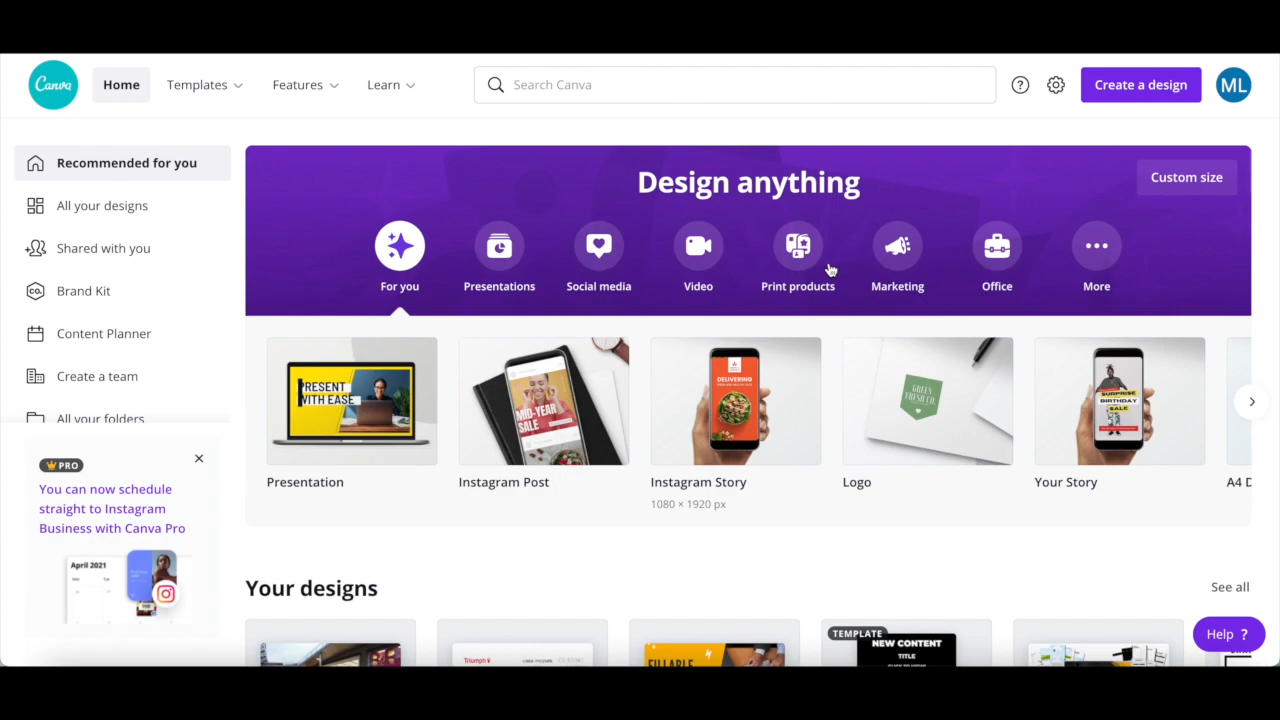 Canva
Home
Templates
Features
Learn
Search Canva
?
Create a design
ML
Recommended for you
All your designs
Shared with you
CO.
Brand Kit
Content Planner
Create a team
All your folders
PRO
You can now schedule
straight to Instagram
Business with Canva Pro
April 2021
Design anything
Custom size
For you
Presentations
Social media
Video
Print products
Marketing
Office
More
PRESENT
WITH EASE
Presentation
MID-YEAR
SALE
Instagram Post
DELIVERING
Instagram Story
1080 × 1920 px
GREEN
FRESH CO.
Logo
SURPRISE
BIRTHDAY
SALE
Your Story
A4 D
Your designs
See all
Triumph
FILLABLE
TEMPLATE
NEW CONTENT
TITLE
Help ?